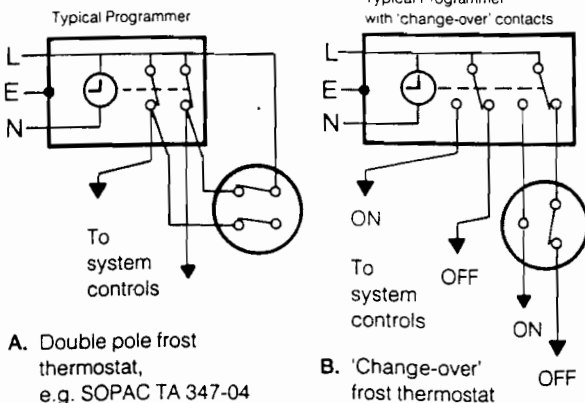 Typical Programmer
L
E
N
To
system
controls
A. Double pole frost
thermostat,
e.g. SOPAC TA 347-04
Typical Programmer
with 'change-over' contacts
L
E
N
ON
To
system
controls
OFF
ON
OFF
B. 'Change-over'
frost thermostat